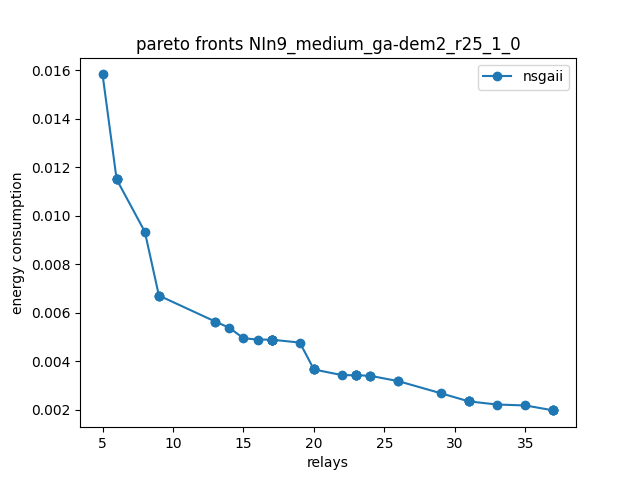 pareto fronts NIn9_medium_ga-dem2_r25_1_0
nsgaii
0.016
0.014
0.012
0.010
0.008
0.006
0.004
0.002
energy consumption
5 10 15 20 25 30 35
relays